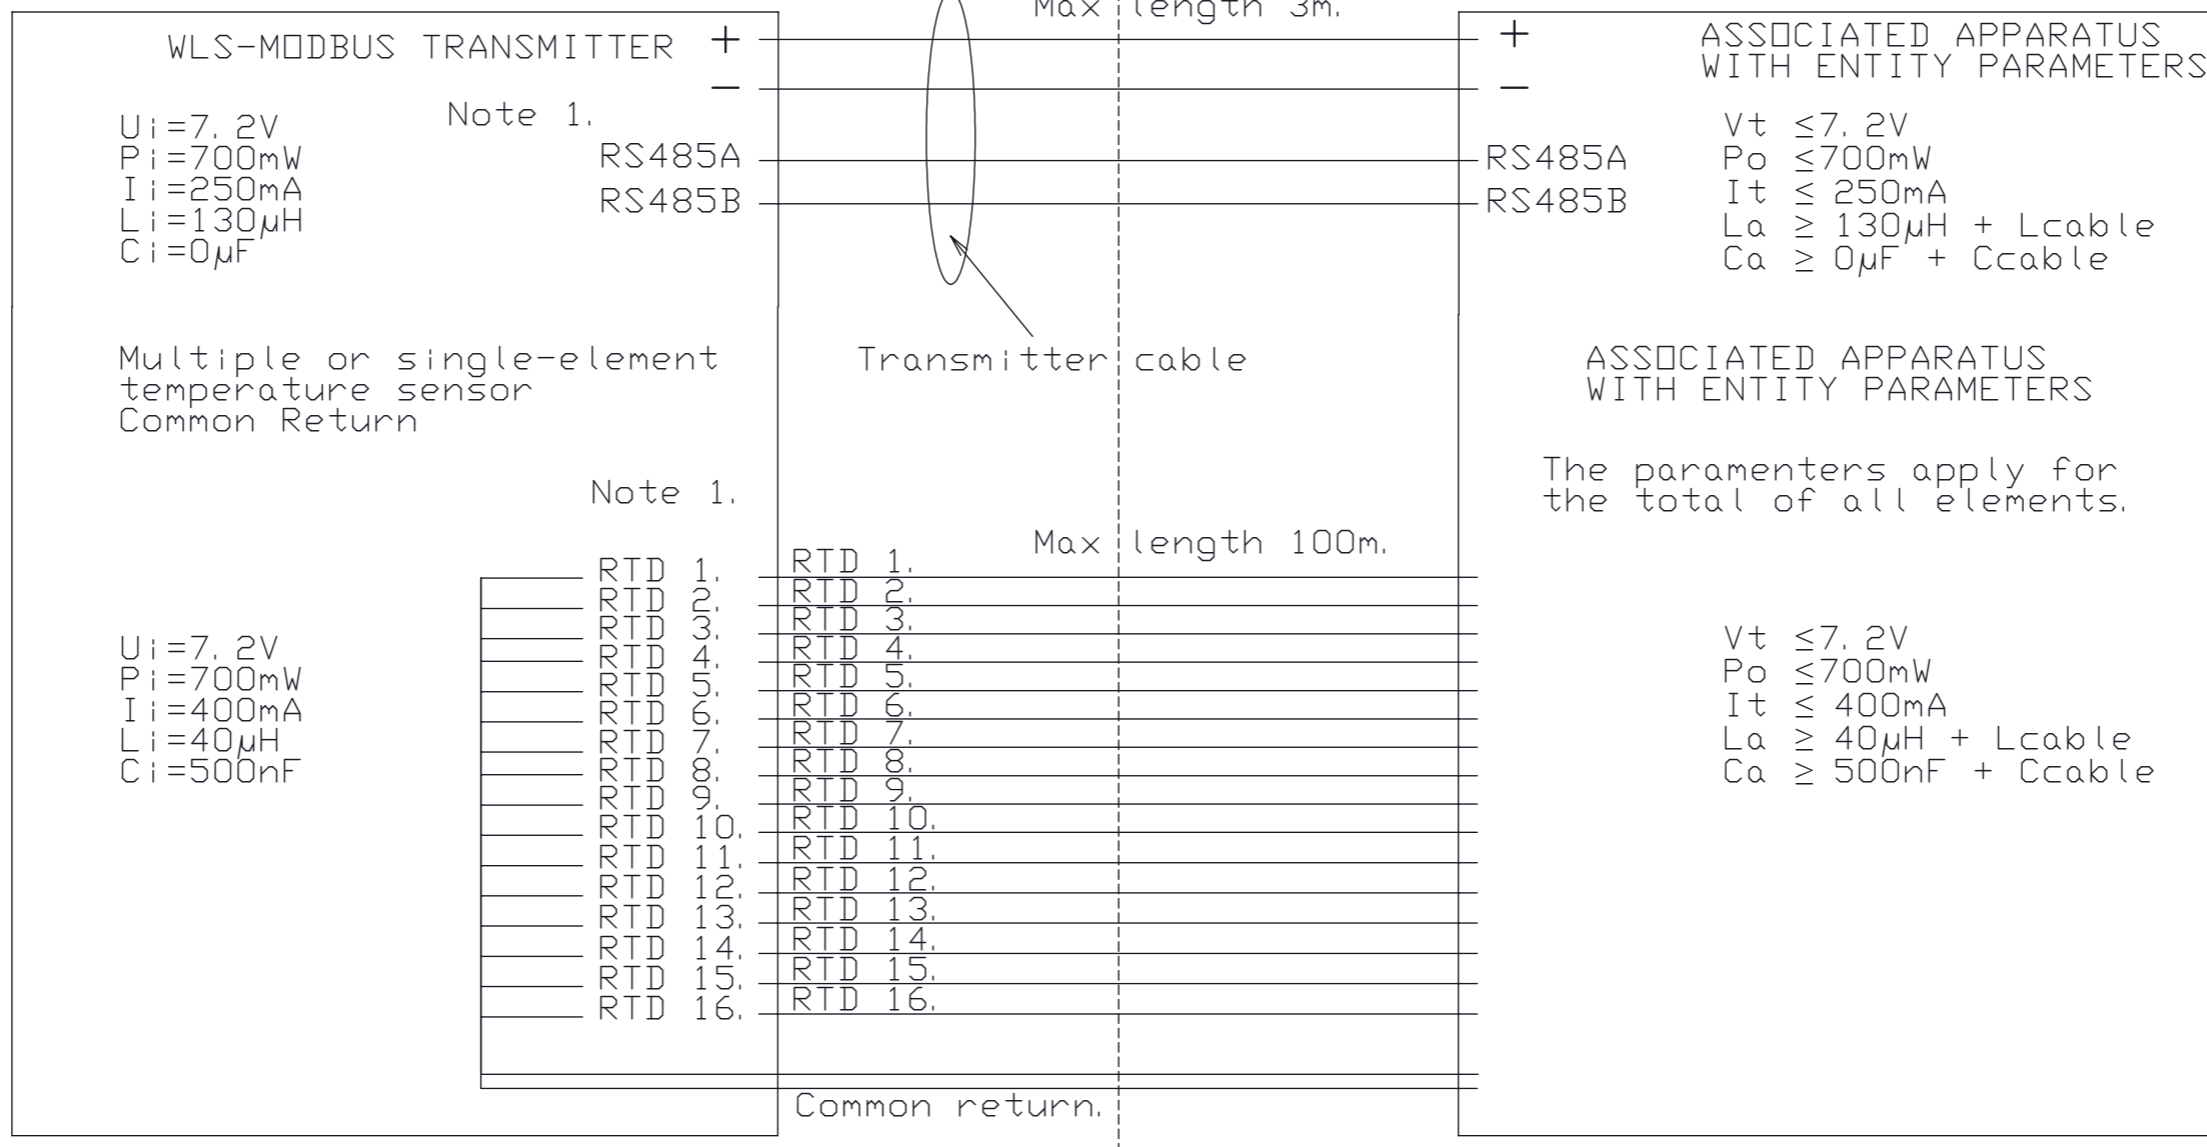 Max length 3m.
WLS-MODBUS TRANSMITTER +
-
Note 1.
Ui=7.2V
Pi=700mW
Ii=250mA
Li=130µH
Ci=0µF
RS485A
RS485B
+
-
RS485A
RS485B
ASSOCIATED APPARATUS
WITH ENTITY PARAMETERS
Vt ≤7.2V
Po ≤700mW
It ≤ 250mA
La ≥ 130µH + Lcable
Ca ≥ 0µF + Ccable
Transmitter cable
Multiple or single-element
temperature sensor
Common Return
ASSOCIATED APPARATUS
WITH ENTITY PARAMETERS
The paramenters apply for
the total of all elements.
Note 1.
Max length 100m.
RTD 1. RTD 1.
RTD 2. RTD 2.
RTD 3. RTD 3.
RTD 4. RTD 4.
RTD 5. RTD 5.
RTD 6. RTD 6.
RTD 7. RTD 7.
RTD 8. RTD 8.
RTD 9. RTD 9.
RTD 10. RTD 10.
RTD 11. RTD 11.
RTD 12. RTD 12.
RTD 13. RTD 13.
RTD 14. RTD 14.
RTD 15. RTD 15.
RTD 16. RTD 16.
Ui=7.2V
Pi=700mW
Ii=400mA
Li=40µH
Ci=500nF
Vt ≤7.2V
Po ≤700mW
It ≤ 400mA
La ≥ 40µH + Lcable
Ca ≥ 500nF + Ccable
Common return.